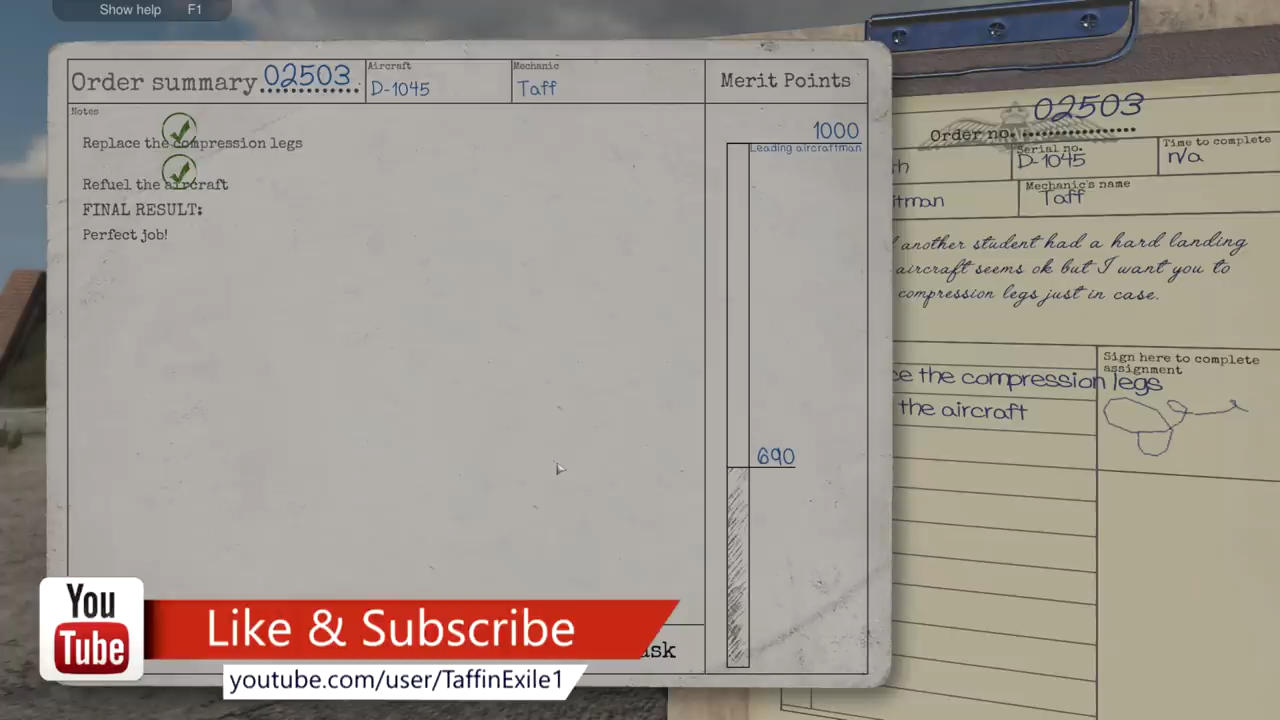 Show help F1
Order summary 02503
Aircraft
D-1045
Mechanic
Taff
Merit Points
Notes
Replace the compression legs
Refuel the aircraft
FINAL RESULT:
Perfect job!
1000
Leading aircraftman
690
Order no. 02503
Serial no.
D-1045
Time to complete
n/a
Mechanic's name
Taff
another student had a hard landing
aircraft seems ok but I want you to
compression legs just in case.
the compression legs
the aircraft
Sign here to complete
assignment
You
Tube
Like & Subscribe
youtube.com/user/TaffinExile1